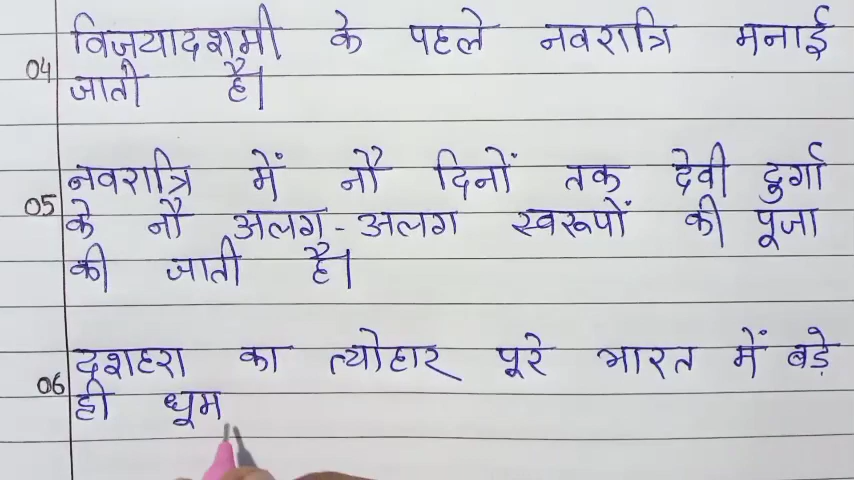 विजयादशमी के पहले नवरात्रि मनाई
04
जाती है।
नवरात्रि में नौ दिनों तक देवी दुर्गा
05
के नौ अलग-अलग स्वरूपों की पूजा
की जाती है।
दशहरा का त्योहार पूरे भारत में बड़े
06
ही धूम